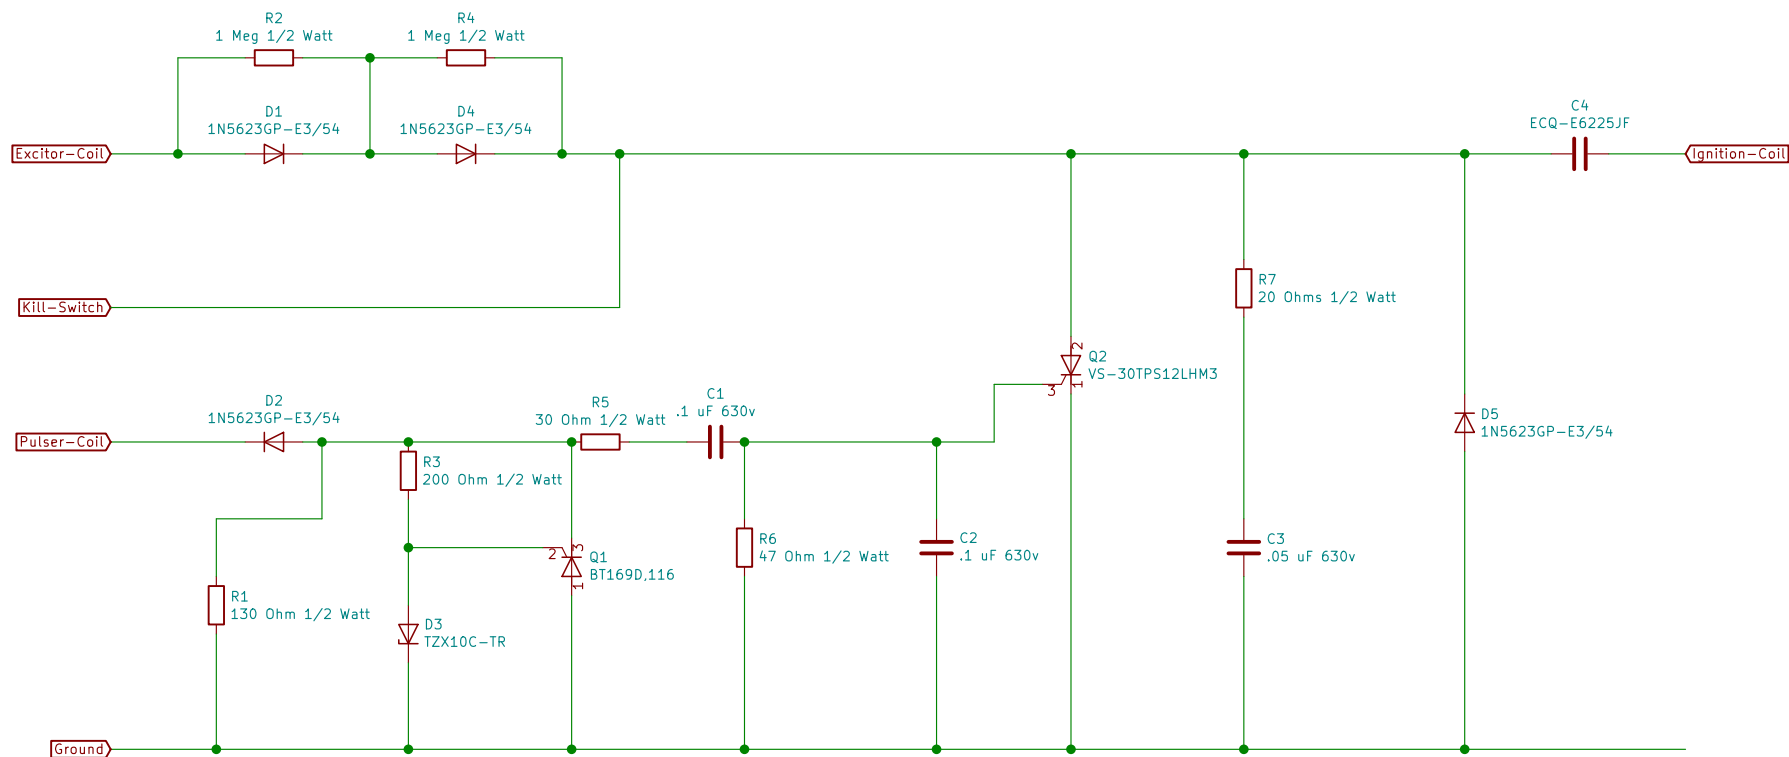 R2
1 Meg 1/2 Watt
R4
1 Meg 1/2 Watt
D1
1N5623GP-E3/54
D4
1N5623GP-E3/54
C4
ECQ-E6225JF
Excitor-Coil
Ignition-Coil
Kill-Switch
R7
20 Ohms 1/2 Watt
2
Q2
VS-30TPS12LHM3
1
3
D2
1N5623GP-E3/54
R5
30 Ohm 1/2 Watt
C1
.1 uF 630v
D5
1N5623GP-E3/54
Pulser-Coil
R3
200 Ohm 1/2 Watt
2
3
Q1
BT169D,116
1
R6
47 Ohm 1/2 Watt
C2
.1 uF 630v
C3
.05 uF 630v
R1
130 Ohm 1/2 Watt
D3
TZX10C-TR
Ground